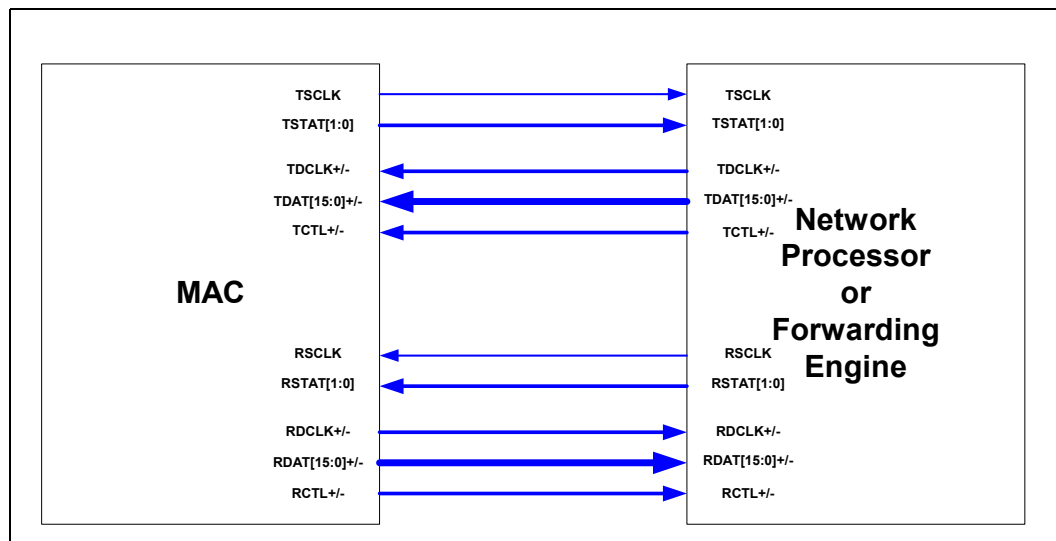 TSCLK
TSCLK
TSTAT[1:0]
TSTAT[1:0]
TDCLK+/-
TDCLK+/-
TDAT[15:0]+/-
TDAT[15:0]+/-
TCTL+/-
TCTL+/-
MAC
Network
Processor
or
Forwarding
Engine
RSCLK
RSCLK
RSTAT[1:0]
RSTAT[1:0]
RDCLK+/-
RDCLK+/-
RDAT[15:0]+/-
RDAT[15:0]+/-
RCTL+/-
RCTL+/-